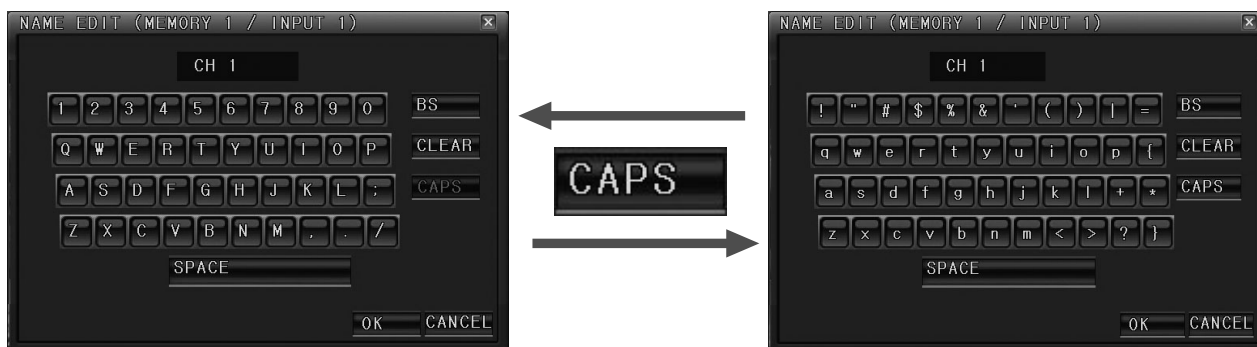 NAME EDIT (MEMORY 1 / INPUT 1) X
CH 1
1 2 3 4 5 6 7 8 9 0 BS
Q W E R T Y U I O P CLEAR
A S D F G H J K L ; CAPS
Z X C V B N M , . /
SPACE
OK CANCEL
CAPS
NAME EDIT (MEMORY 1 / INPUT 1) X
CH 1
! " # $ % & ' ( ) | = BS
q w e r t y u i o p { CLEAR
a s d f g h j k l + * CAPS
z x c v b n m < > ? }
SPACE
OK CANCEL